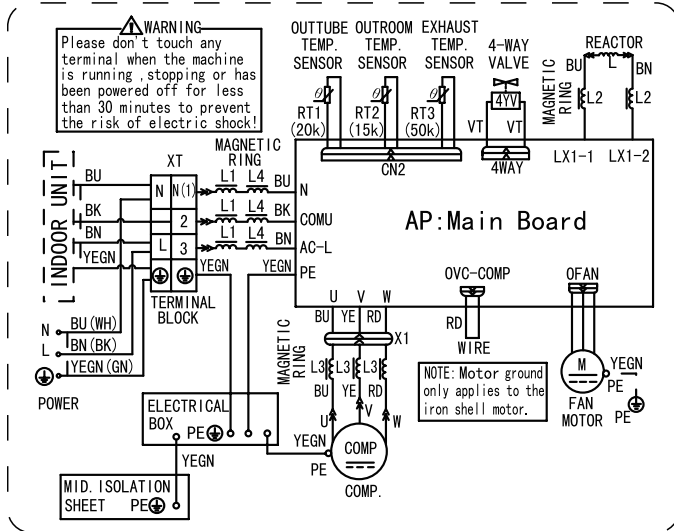 WARNING
Please don't touch any
terminal when the machine
is running ,stopping or has
been powered off for less
than 30 minutes to prevent
the risk of electric shock!
OUTTUBE TEMP. SENSOR
OUTROOM TEMP. SENSOR
EXHAUST TEMP. SENSOR
4-WAY VALVE
REACTOR
L
BU
BN
MAGNETIC RING
L2
L2
θ
θ
θ
RT1 (20k)
RT2 (15k)
RT3 (50k)
4YV
VT
VT
CN2
4WAY
LX1-1
LX1-2
INDOOR UNIT
XT
MAGNETIC RING
BU
N
N(1)
L1
L4
BU
N
BK
2
L1
L4
BK
COMU
BN
L
3
L1
L4
BN
AC-L
YEGN
YEGN
YEGN
PE
TERMINAL BLOCK
AP:Main Board
U
V
W
OVC-COMP
OFAN
N
BU(WH)
L
BN(BK)
YEGN(GN)
POWER
BU
YE
RD
X1
MAGNETIC RING
L3
L3
L3
BU
YE
RD
U
V
W
RD
WIRE
NOTE: Motor ground
only applies to the
iron shell motor.
M
YEGN
PE
FAN MOTOR
PE
ELECTRICAL BOX
PE
YEGN
YEGN
PE
COMP
COMP.
MID. ISOLATION
SHEET PE